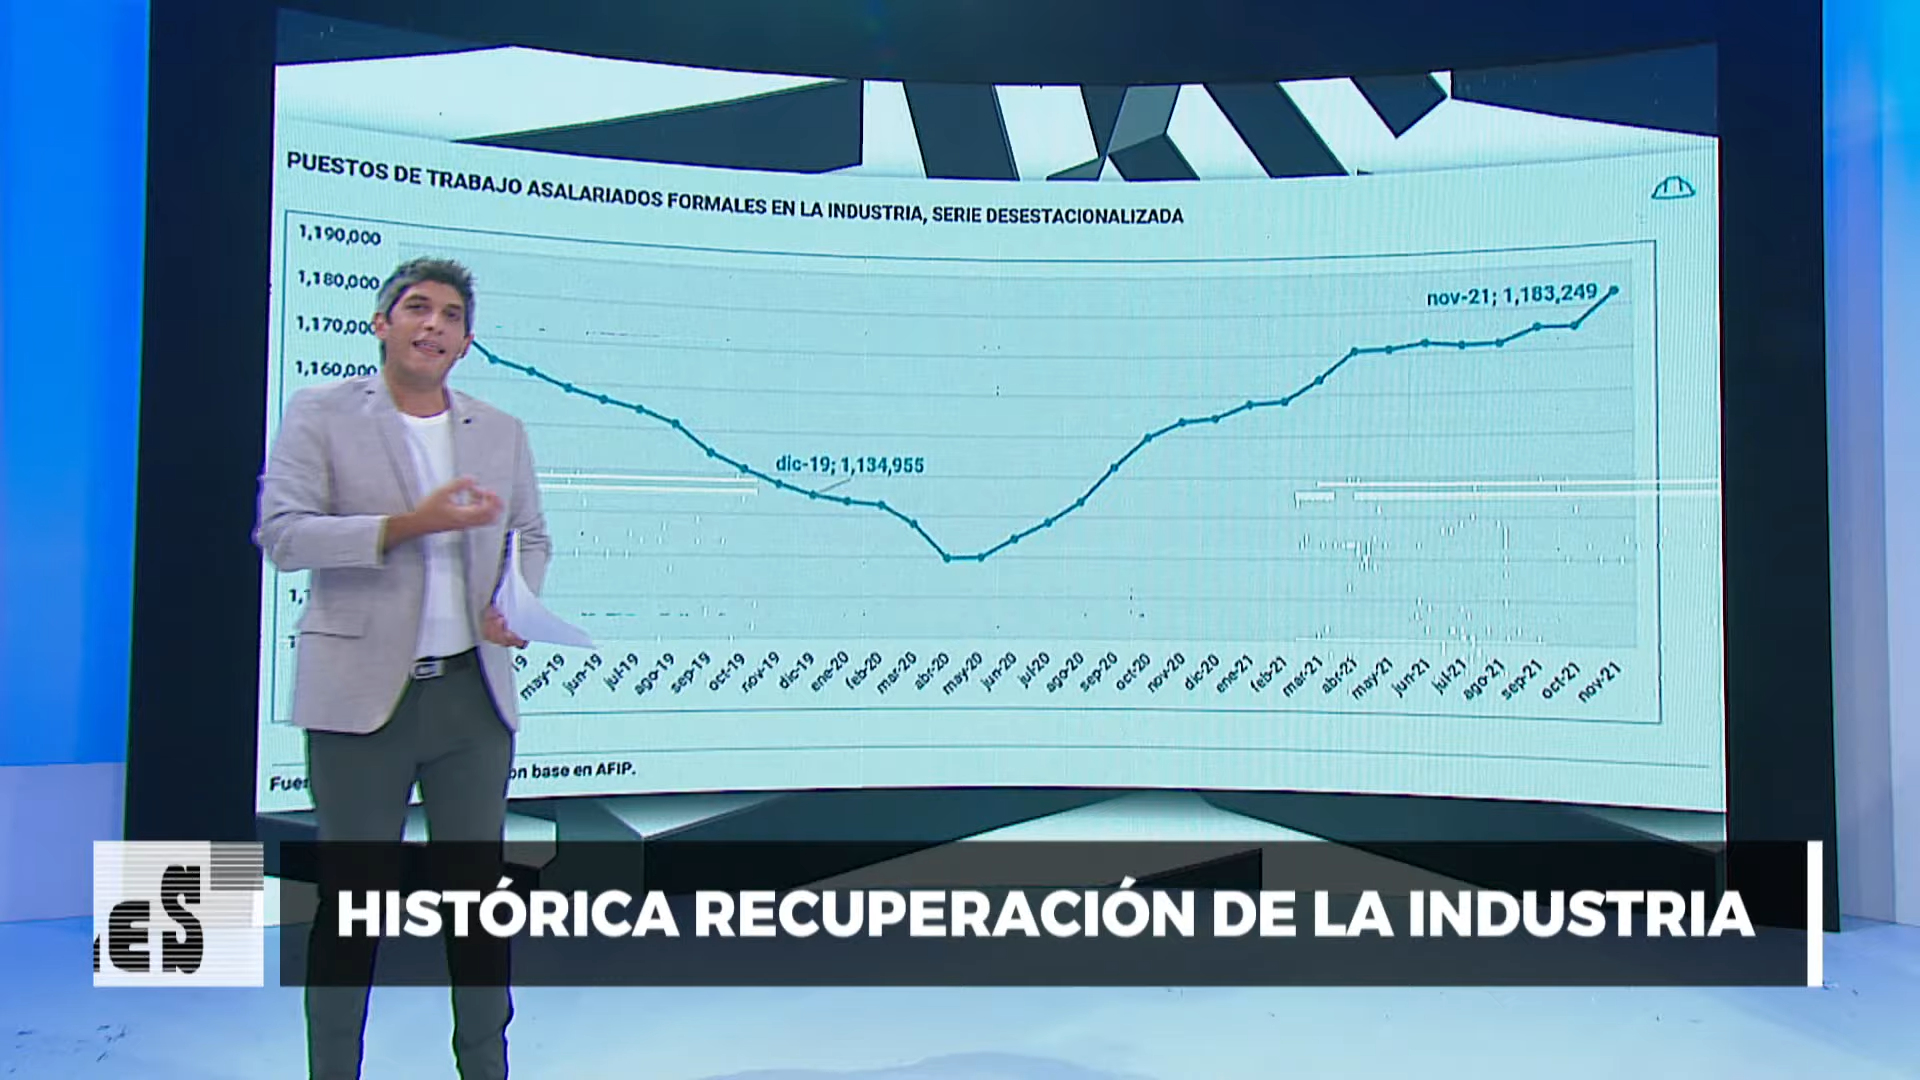 PUESTOS DE TRABAJO ASALARIADOS FORMALES EN LA INDUSTRIA, SERIE DESESTACIONALIZADA
1,190,000
1,180,000
1,170,000
1,160,000
nov-21; 1,183,249
dic-19; 1,134,955
may-19
jun-19
jul-19
ago-19
sep-19
oct-19
nov-19
dic-19
ene-20
feb-20
mar-20
abr-20
may-20
jun-20
jul-20
ago-20
sep-20
oct-20
nov-20
dic-20
ene-21
feb-21
mar-21
abr-21
may-21
jun-21
jul-21
ago-21
sep-21
oct-21
nov-21
base en AFIP.
HISTÓRICA RECUPERACIÓN DE LA INDUSTRIA